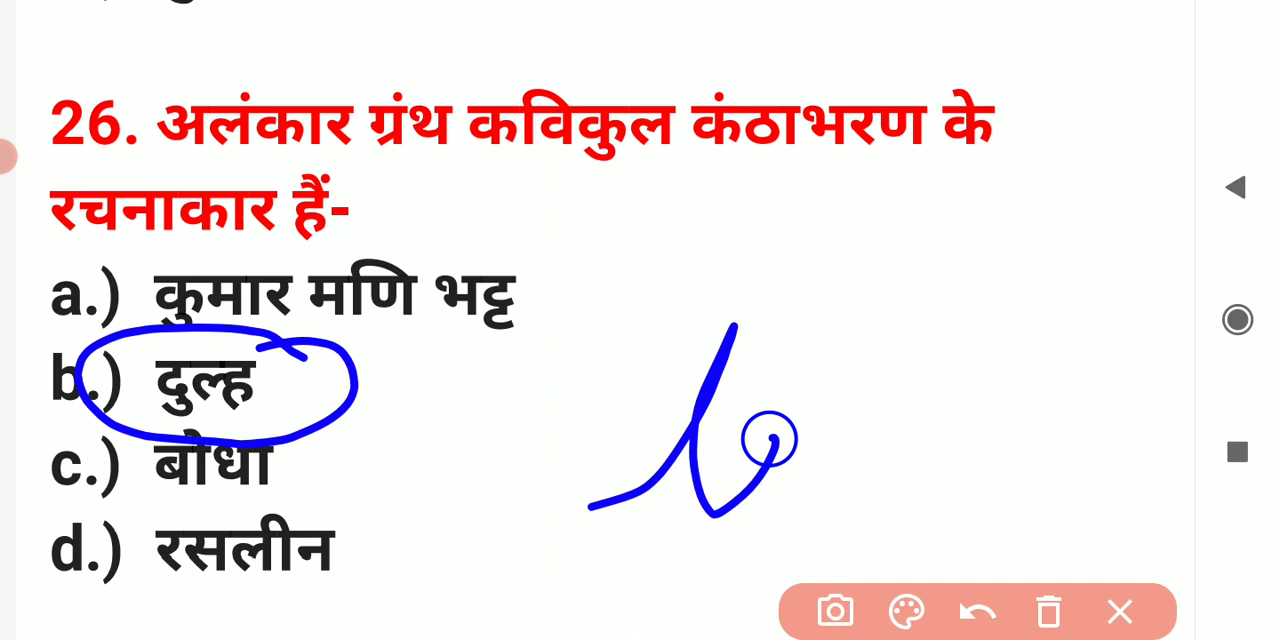 26. अलंकार ग्रंथ कविकुल कंठाभरण के
रचनाकार हैं-
a.) कुमार मणि भट्ट
b.) दुल्ह
c.) बोधा
d.) रसलीन